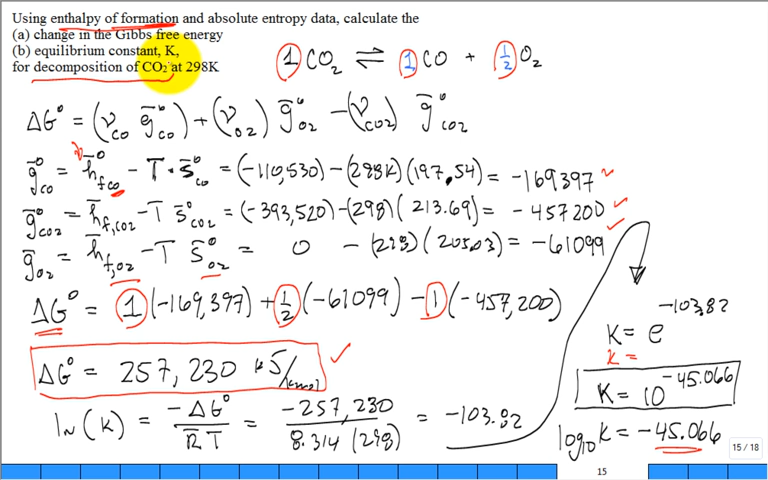 Using enthalpy of formation and absolute entropy data, calculate the
(a) change in the Gibbs free energy
(b) equilibrium constant, K,
for decomposition of CO₂ at 298K
1 CO₂ ⇌ 1 CO + ½ O₂
ΔG° = (ν_CO ḡ°_CO) + (ν_O2) ḡ°_O2 − (ν_CO2) ḡ°_CO2
ḡ°_CO = h̄°_f,CO − T·s̄°_CO = (−110,530) − (298K)(197.54) = −169397
ḡ°_CO2 = h̄_f,CO2 − T s̄°_CO2 = (−393,520) − (298)(213.69) = −457200
ḡ°_O2 = h̄_f,O2 − T s̄°_O2 = 0 − (298)(205.03) = −61099
ΔG° = 1(−169,397) + ½(−61099) − 1(−457,200)
ΔG° = 257,230 kJ/kmol
ln(K) = −ΔG°/R̄T = −257,230/8.314(298) = −103.82
K = e^−103.82
K =
K = 10^−45.066
log₁₀K = −45.066
15 / 18
15